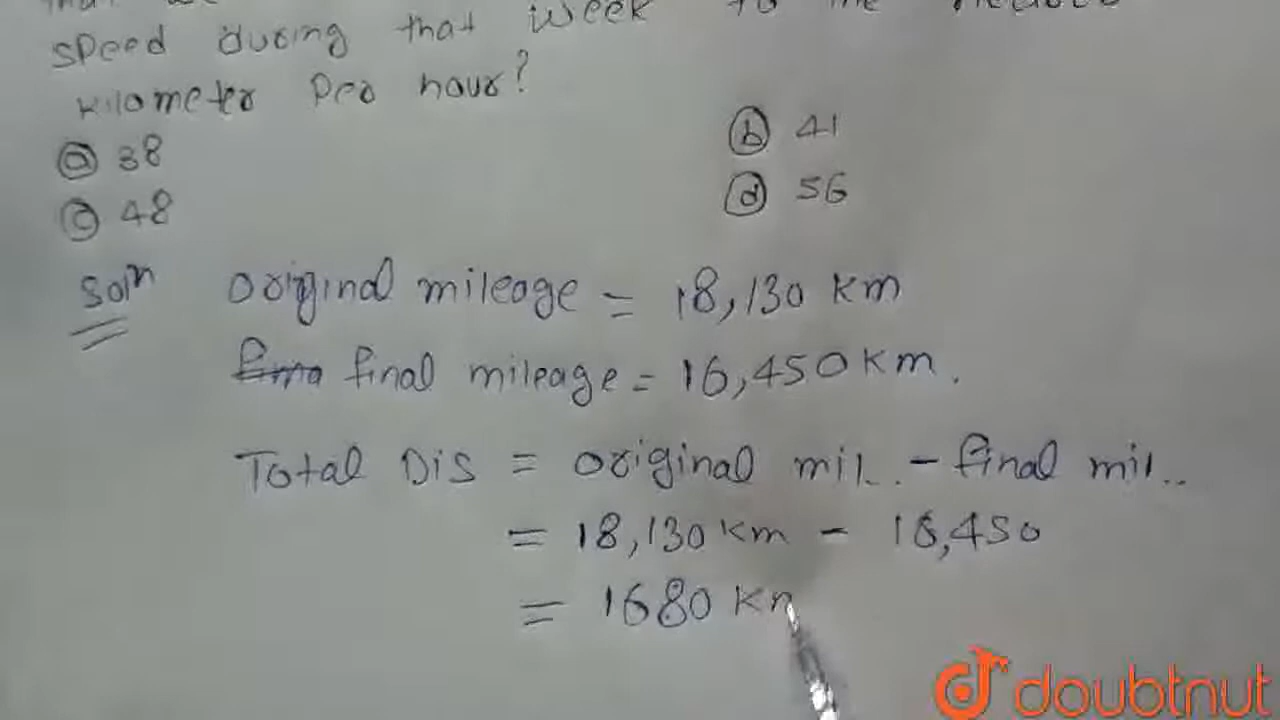 speed during that week to the
kilometer per hour?
(a) 38
(b) 41
(c) 48
(d) 56
Soln original mileage = 18,130 km
final mileage = 16,450 km.
Total Dis = original mil.. - final mil..
= 18,130 km - 16,450
= 1680 km
doubtnut